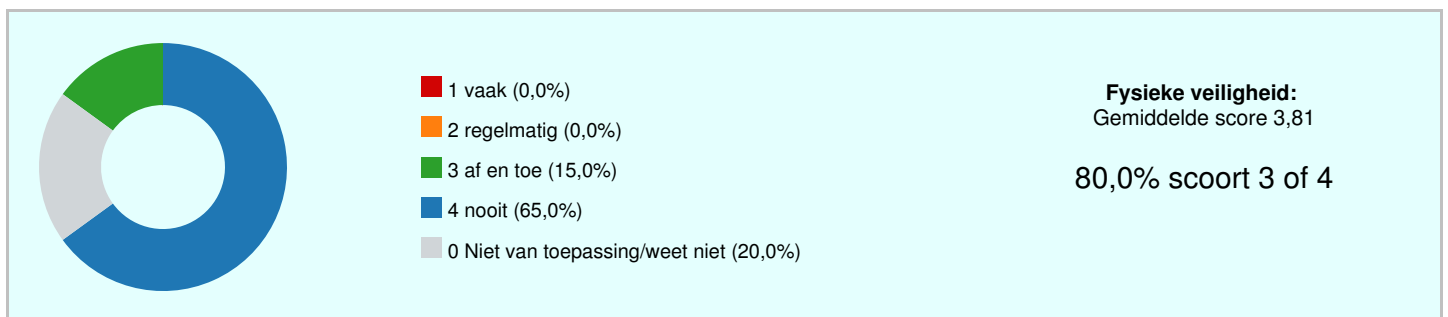 1 vaak (0,0%)
2 regelmatig (0,0%)
3 af en toe (15,0%)
4 nooit (65,0%)
0 Niet van toepassing/weet niet (20,0%)
Fysieke veiligheid:
Gemiddelde score 3,81
80,0% scoort 3 of 4